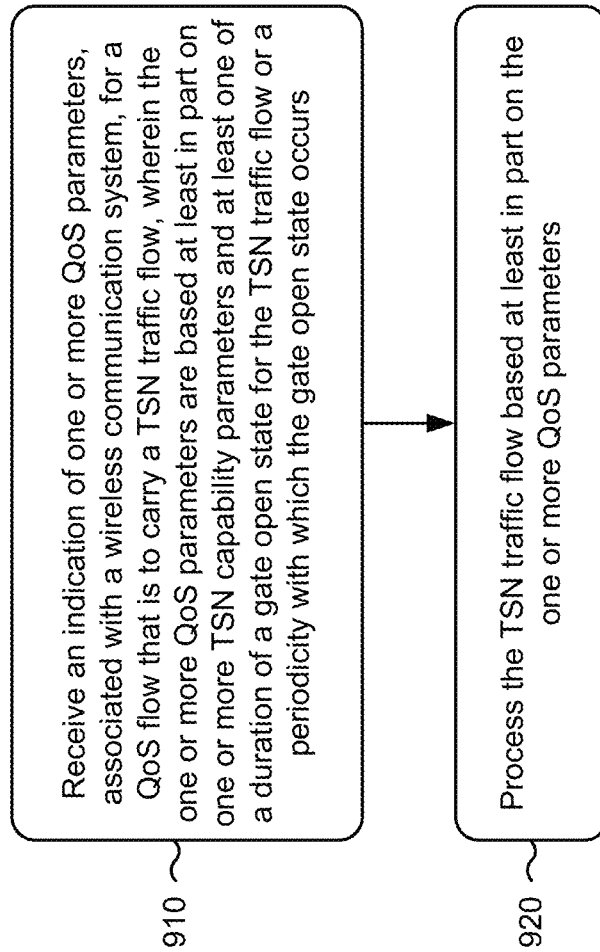 910
Receive an indication of one or more QoS parameters,
associated with a wireless communication system, for a
QoS flow that is to carry a TSN traffic flow, wherein the
one or more QoS parameters are based at least in part on
one or more TSN capability parameters and at least one of
a duration of a gate open state for the TSN traffic flow or a
periodicity with which the gate open state occurs
920
Process the TSN traffic flow based at least in part on the
one or more QoS parameters